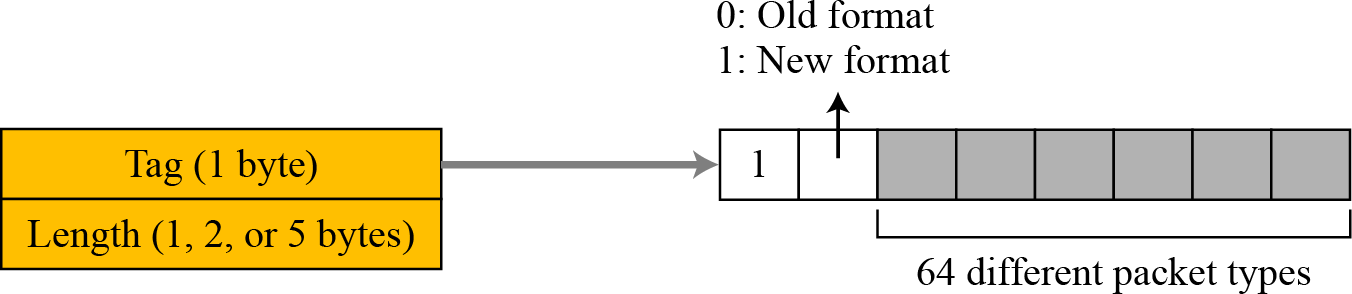 0: Old format
1: New format
Tag (1 byte)
1
Length (1, 2, or 5 bytes)
64 different packet types